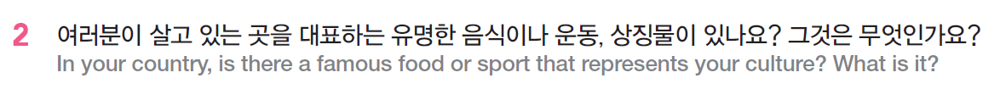 2 여러분이 살고 있는 곳을 대표하는 유명한 음식이나 운동, 상징물이 있나요? 그것은 무엇인가요?
In your country, is there a famous food or sport that represents your culture? What is it?